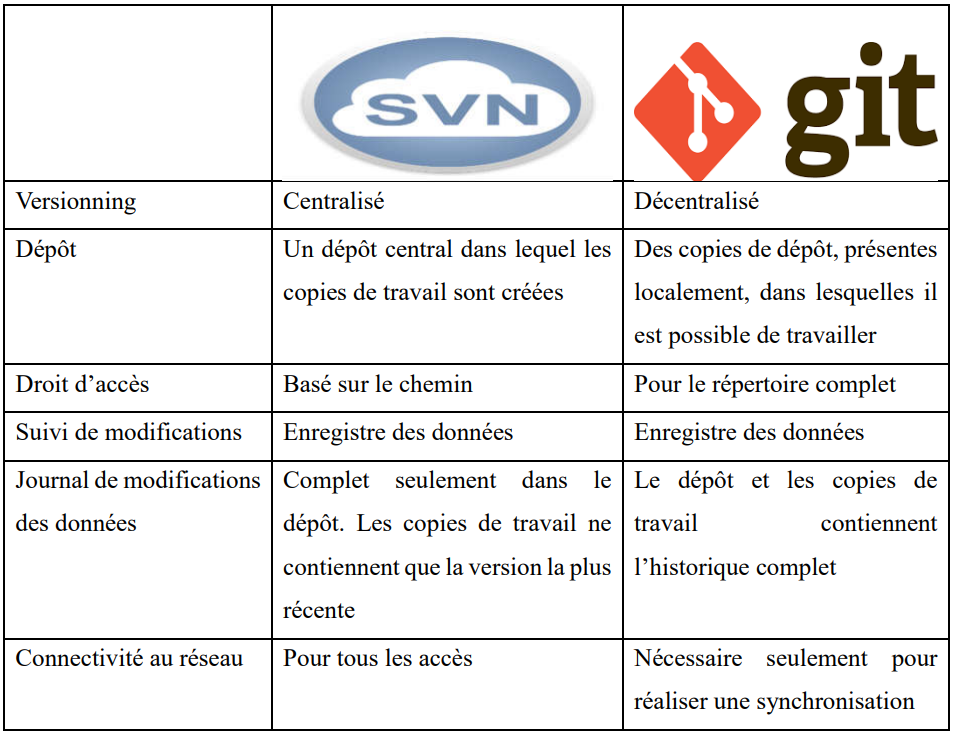 SVN
git
Versionning
Centralisé
Décentralisé
Dépôt
Un dépôt central dans lequel les
copies de travail sont créées
Des copies de dépôt, présentes
localement, dans lesquelles il
est possible de travailler
Droit d’accès
Basé sur le chemin
Pour le répertoire complet
Suivi de modifications
Enregistre des données
Enregistre des données
Journal de modifications
des données
Complet seulement dans le
dépôt. Les copies de travail ne
contiennent que la version la plus
récente
Le dépôt et les copies de
travail contiennent
l’historique complet
Connectivité au réseau
Pour tous les accès
Nécessaire seulement pour
réaliser une synchronisation